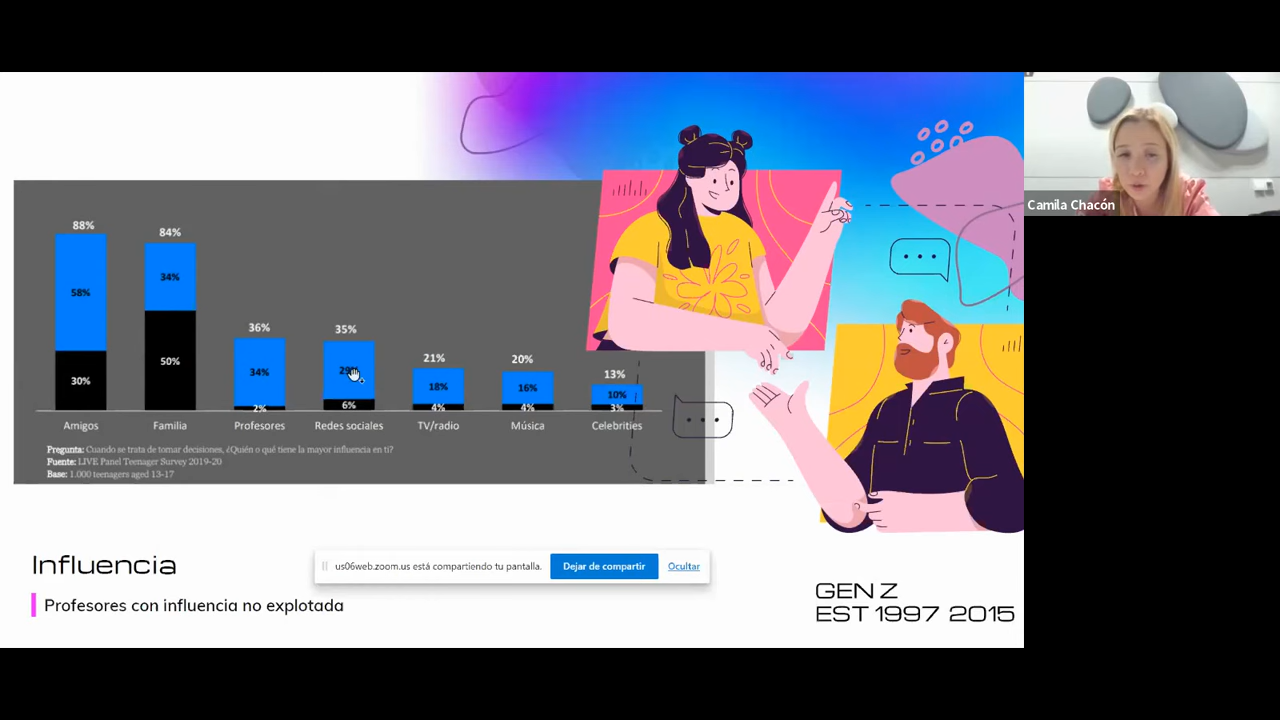 88%
84%
58%
34%
30%
50%
36%
35%
34%
29%
2%
6%
21%
20%
13%
18%
16%
10%
4%
4%
3%
Amigos
Familia
Profesores
Redes sociales
TV/radio
Música
Celebrities
Pregunta: Cuando se trata de tomar decisiones, ¿Quién o qué tiene la mayor influencia en ti?
Fuente: LIVE Panel Teenager Survey 2019-20
Base: 1.000 teenagers aged 13-17
Influencia
Profesores con influencia no explotada
us06web.zoom.us está compartiendo tu pantalla.
Dejar de compartir
Ocultar
GEN Z
EST 1997 2015
Camila Chacón